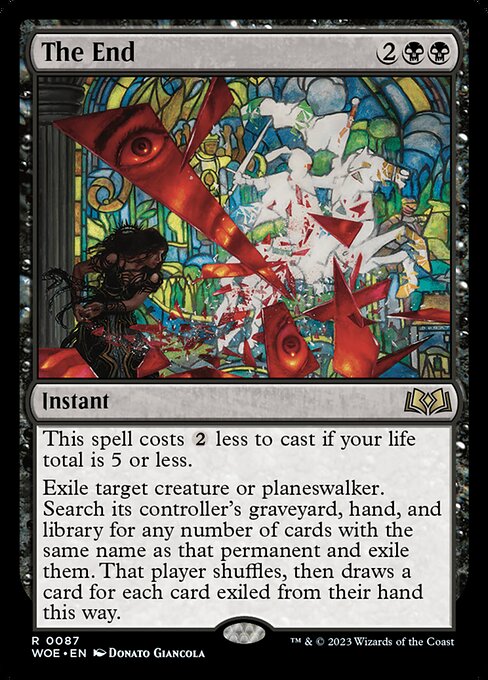 The End 2
Instant
This spell costs 2 less to cast if your life
total is 5 or less.
Exile target creature or planeswalker.
Search its controller's graveyard, hand, and
library for any number of cards with the
same name as that permanent and exile
them. That player shuffles, then draws a
card for each card exiled from their hand
this way.
R 0087
WOE • EN Donato Giancola
™ & © 2023 Wizards of the Coast